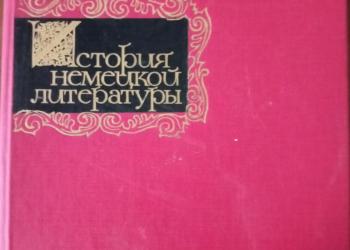 История
немецкой
литературы